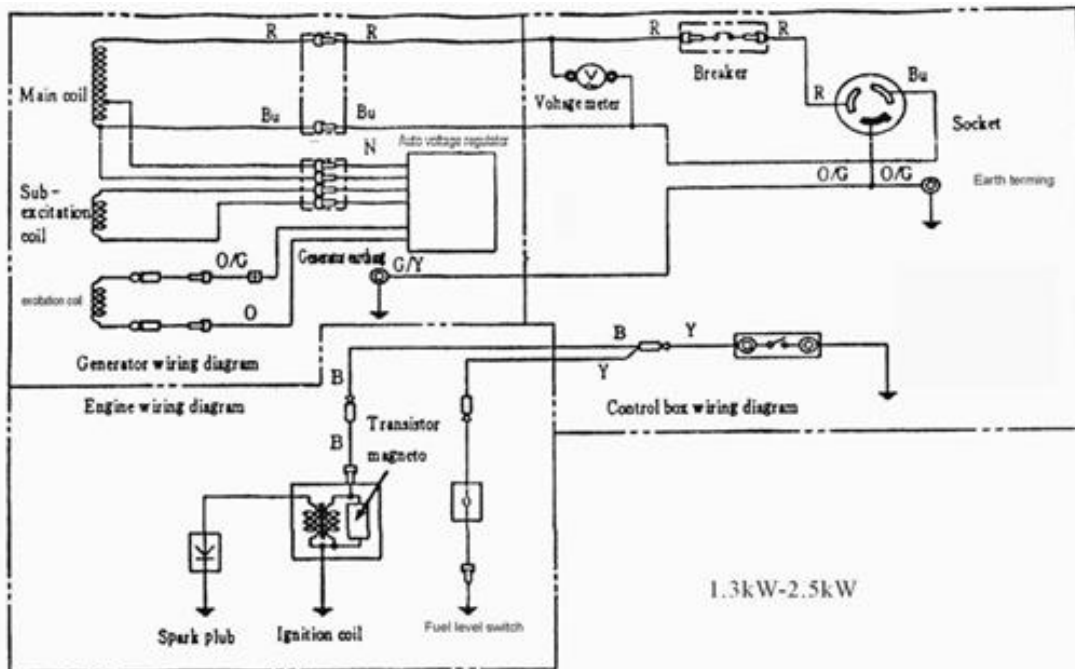 R
R
R
R
Breaker
Bu
Main coil
Voltage meter
R
Bu
Bu
Socket
N
Auto voltage regulator
O/G
O/G
Earth terming
Sub-
excitation
coil
O/G
Generator earthing
G/Y
excitation coil
O
B
Y
Generator wiring diagram
Y
Engine wiring diagram
B
Control box wiring diagram
Transistor
magneto
B
1.3kW-2.5kW
Spark plub
Ignition coil
Fuel level switch